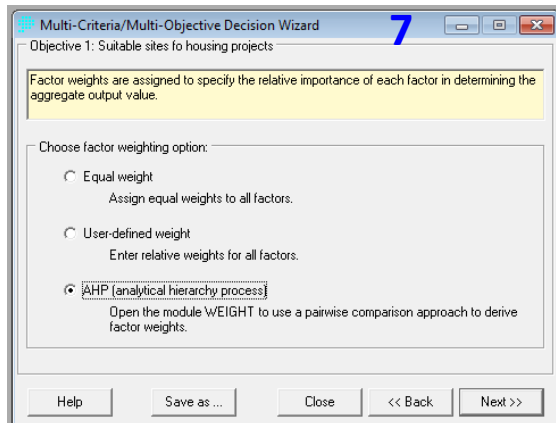 Multi-Criteria/Multi-Objective Decision Wizard
7
Objective 1: Suitable sites fo housing projects
Factor weights are assigned to specify the relative importance of each factor in determining the
aggregate output value.
Choose factor weighting option:
Equal weight
Assign equal weights to all factors.
User-defined weight
Enter relative weights for all factors.
AHP (analytical hierarchy process)
Open the module WEIGHT to use a pairwise comparison approach to derive
factor weights.
Help Save as ... Close << Back Next >>